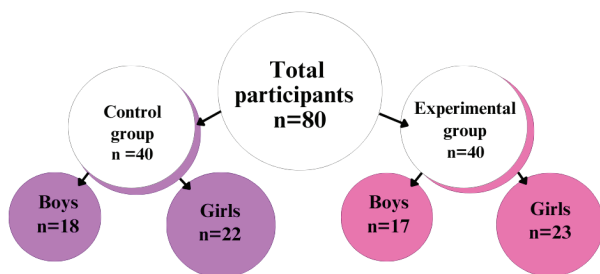 Total
participants
n=80
Control
group
n =40
Experimental
group
n=40
Boys
n=18
Girls
n=22
Boys
n=17
Girls
n=23